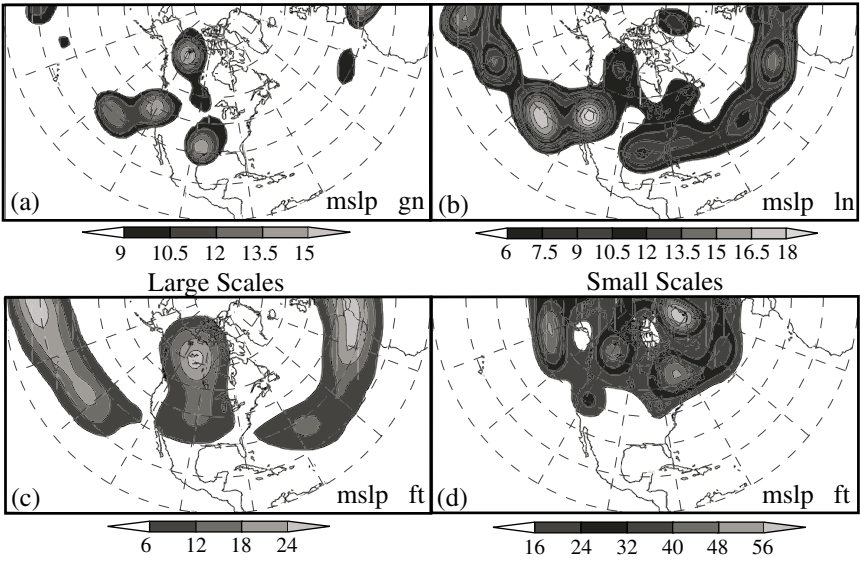 (a) mslp gn
(b) mslp ln
9 10.5 12 13.5 15
6 7.5 9 10.5 12 13.5 15 16.5 18
Large Scales
Small Scales
(c) mslp ft
(d) mslp ft
6 12 18 24
16 24 32 40 48 56